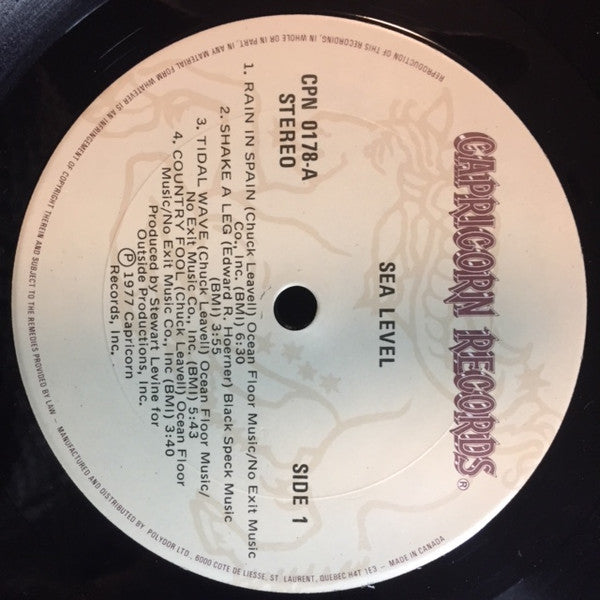 CAPRICORN RECORDS®
SEA LEVEL
CPN 0178-A
STEREO
SIDE 1
1. RAIN IN SPAIN (Chuck Leavell) Ocean Floor Music/No Exit Music
Co., Inc. (BMI) 6:30
2. SHAKE A LEG (Edward R. Hoerner) Black Speck Music
(BMI) 3:55
3. TIDAL WAVE (Chuck Leavell) Ocean Floor Music/
No Exit Music Co., Inc. (BMI) 5:43
4. COUNTRY FOOL (Chuck Leavell) Ocean Floor
Music/No Exit Music Co., Inc. (BMI) 3:40
Produced by Stewart Levine for
Outside Productions, Inc.
℗ 1977 Capricorn
Records, Inc.
REPRODUCTION OF THIS RECORDING, IN WHOLE OR IN PART, IN ANY MATERIAL FORM WHATEVER IS AN INFRINGEMENT OF COPYRIGHT THEREIN AND SUBJECT TO THE REMEDIES PROVIDED BY LAW – MANUFACTURED AND DISTRIBUTED BY POLYDOR LTD., 6000 COTE DE LIESSE, ST. LAURENT, QUEBEC H4T 1E3 – MADE IN CANADA